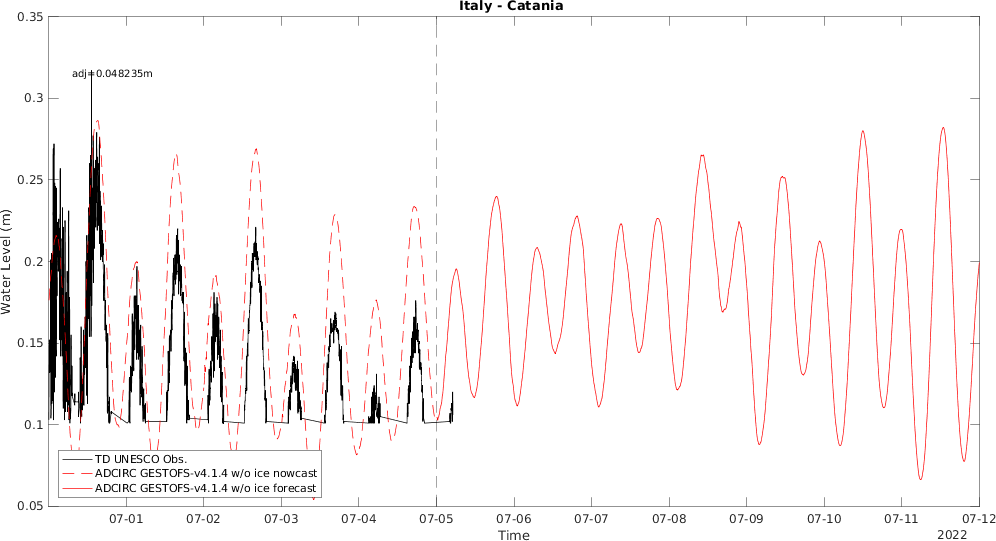 Italy - Catania
0.35
0.3
0.25
0.2
0.15
0.1
0.05
Water Level (m)
adj=0.048235m
TD UNESCO Obs.
ADCIRC GESTOFS-v4.1.4 w/o ice nowcast
ADCIRC GESTOFS-v4.1.4 w/o ice forecast
07-01 07-02 07-03 07-04 07-05 07-06 07-07 07-08 07-09 07-10 07-11 07-12
Time
2022